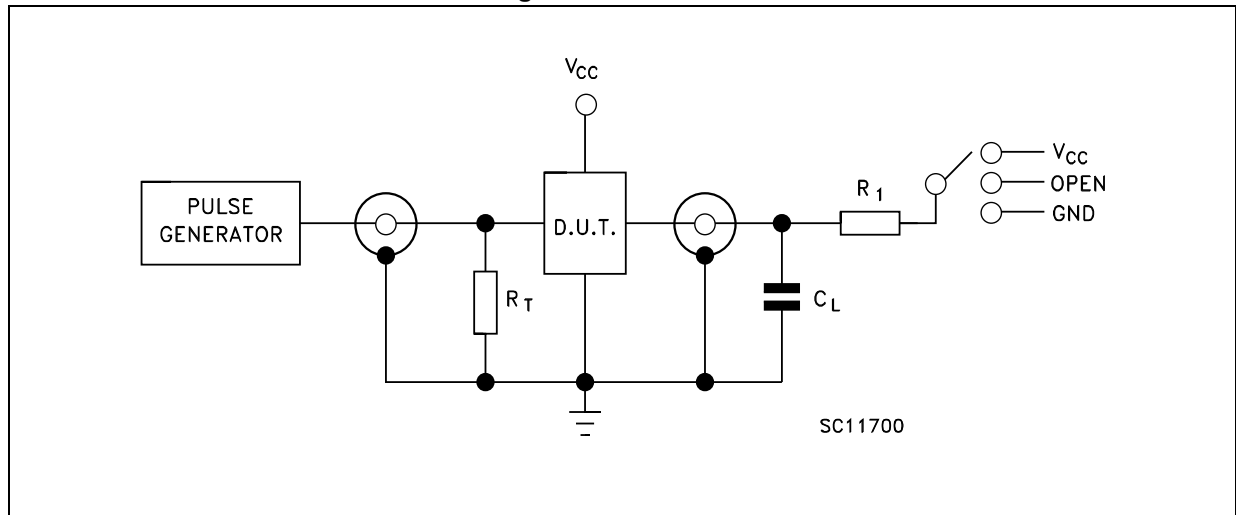 VCC
PULSE
GENERATOR
RT
D.U.T.
CL
R1
VCC
OPEN
GND
SC11700